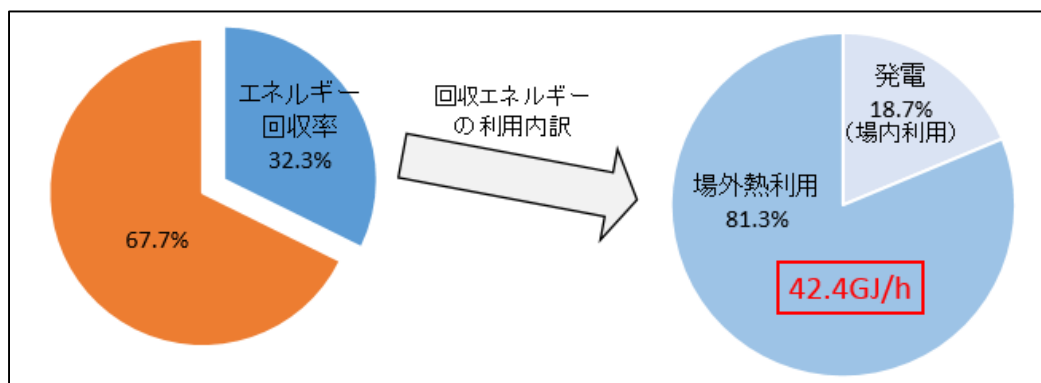 エネルギー
回収率
32.3%
67.7%
回収エネルギー
の利用内訳
発電
18.7%
（場内利用）
場外熱利用
81.3%
42.4GJ/h